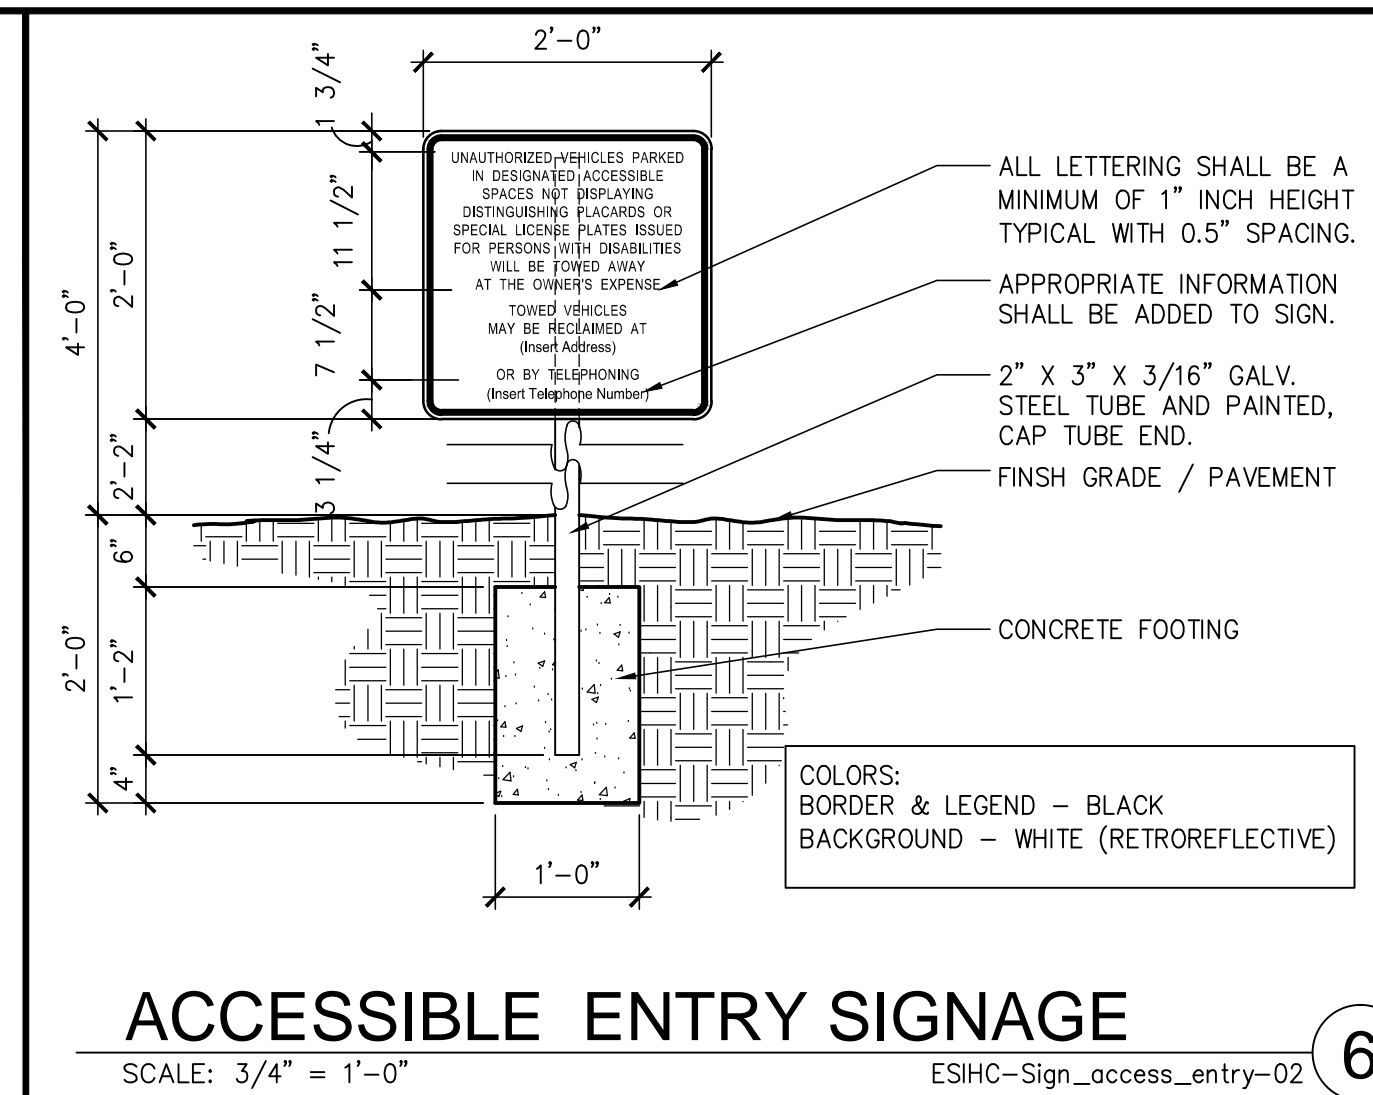 2'-0"
1 3/4"
11 1/2"
7 1/2"
3 1/4"
4'-0"
2'-0"
2'-2"
6"
2'-0"
1'-2"
4"
UNAUTHORIZED VEHICLES PARKED
IN DESIGNATED ACCESSIBLE
SPACES NOT DISPLAYING
DISTINGUISHING PLACARDS OR
SPECIAL LICENSE PLATES ISSUED
FOR PERSONS WITH DISABILITIES
WILL BE TOWED AWAY
AT THE OWNER'S EXPENSE
TOWED VEHICLES
MAY BE RECLAIMED AT
(Insert Address)
OR BY TELEPHONING
(Insert Telephone Number)
ALL LETTERING SHALL BE A
MINIMUM OF 1" INCH HEIGHT
TYPICAL WITH 0.5" SPACING.
APPROPRIATE INFORMATION
SHALL BE ADDED TO SIGN.
2" X 3" X 3/16" GALV.
STEEL TUBE AND PAINTED,
CAP TUBE END.
FINSH GRADE / PAVEMENT
CONCRETE FOOTING
COLORS:
BORDER & LEGEND – BLACK
BACKGROUND – WHITE (RETROREFLECTIVE)
1'-0"
ACCESSIBLE ENTRY SIGNAGE
6
SCALE: 3/4" = 1'-0"
ESIHC-Sign_access_entry-02